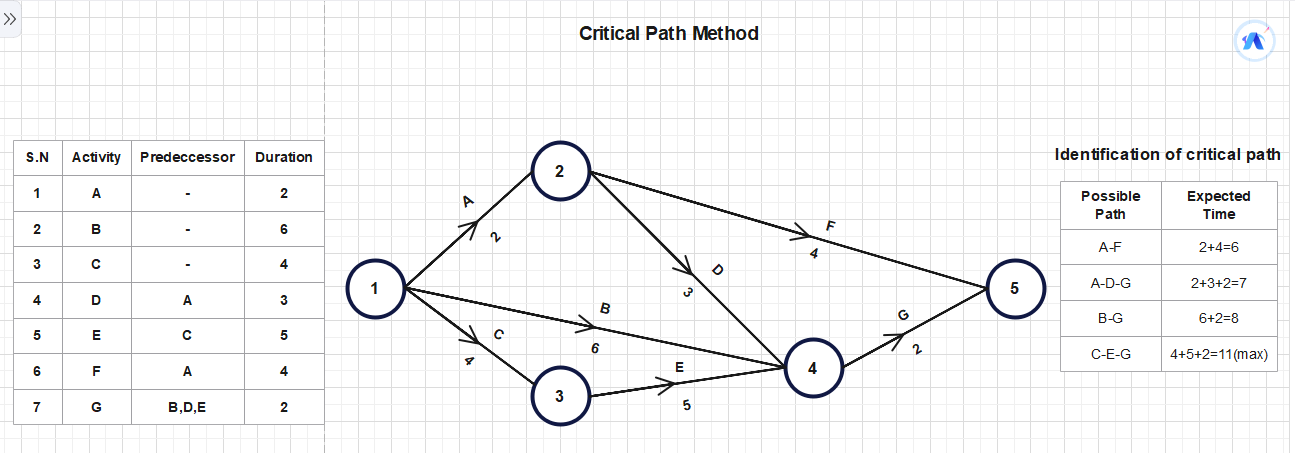 Critical Path Method
S.N Activity Predeccessor Duration
1 A - 2
2 B - 6
3 C - 4
4 D A 3
5 E C 5
6 F A 4
7 G B,D,E 2
1
2
3
4
5
A
2
B
6
C
4
D
3
E
5
F
4
G
2
Identification of critical path
Possible Path Expected Time
A-F 2+4=6
A-D-G 2+3+2=7
B-G 6+2=8
C-E-G 4+5+2=11(max)